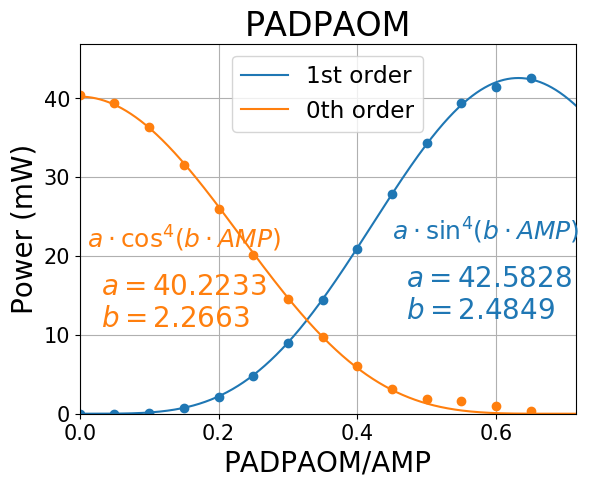 PADPAOM
1st order
0th order
Power (mW)
40
30
20
10
0
a · cos⁴(b · AMP)
a = 40.2233
b = 2.2663
a · sin⁴(b · AMP)
a = 42.5828
b = 2.4849
0.0 0.2 0.4 0.6
PADPAOM/AMP